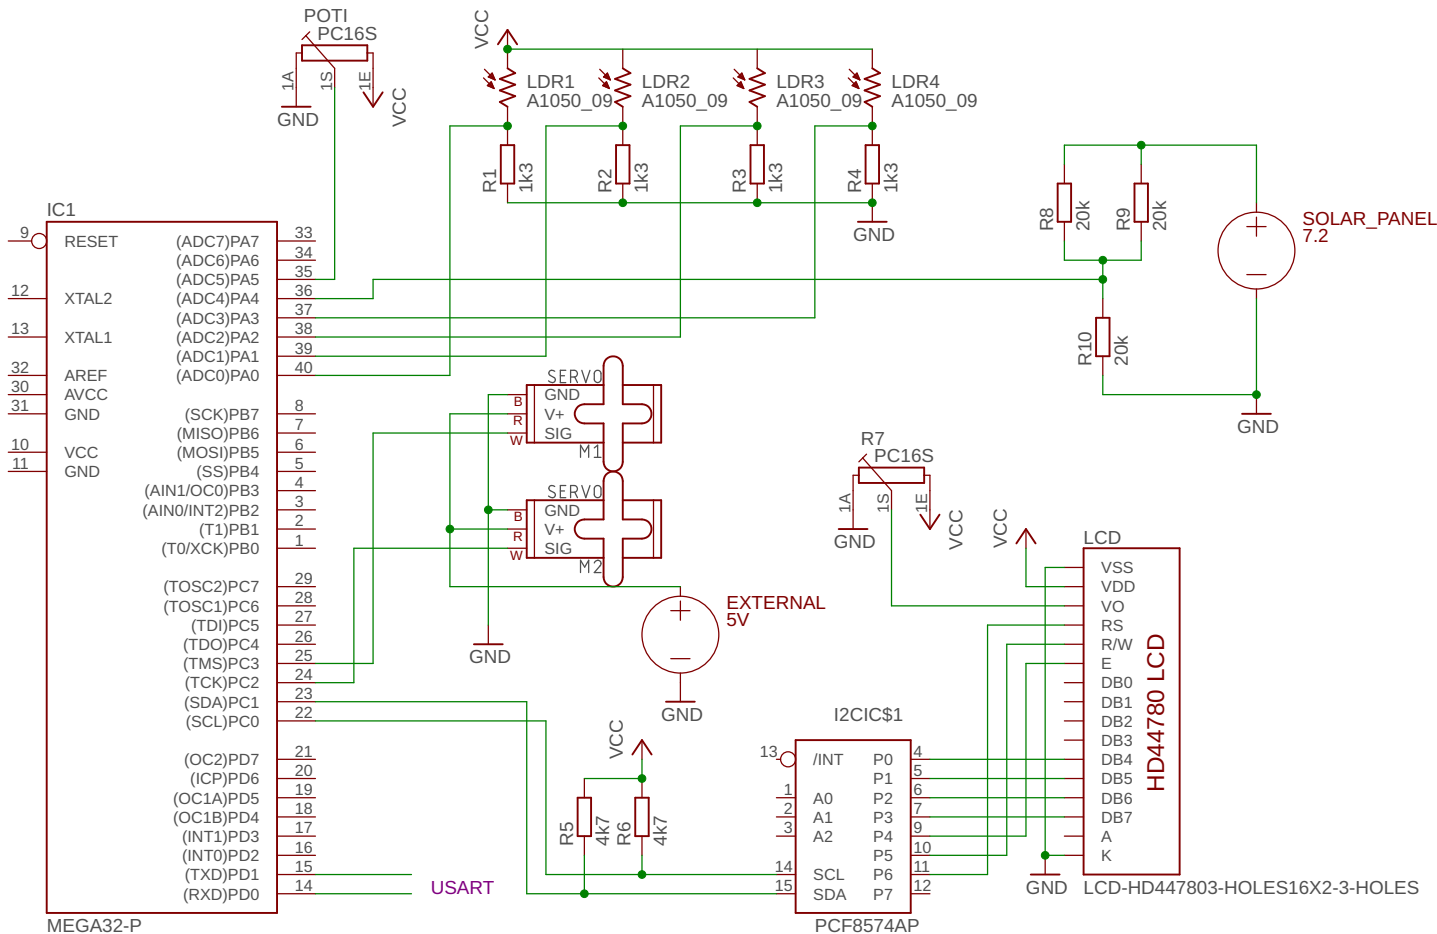 POTI
PC16S
1A
1S
1E
GND
VCC
VCC
LDR1
A1050_09
LDR2
A1050_09
LDR3
A1050_09
LDR4
A1050_09
R1
1k3
R2
1k3
R3
1k3
R4
1k3
GND
R8
20k
R9
20k
R10
20k
SOLAR_PANEL
7.2
GND
IC1
9 RESET
12 XTAL2
13 XTAL1
32 AREF
30 AVCC
31 GND
10 VCC
11 GND
(ADC7)PA7 33
(ADC6)PA6 34
(ADC5)PA5 35
(ADC4)PA4 36
(ADC3)PA3 37
(ADC2)PA2 38
(ADC1)PA1 39
(ADC0)PA0 40
(SCK)PB7 8
(MISO)PB6 7
(MOSI)PB5 6
(SS)PB4 5
(AIN1/OC0)PB3 4
(AIN0/INT2)PB2 3
(T1)PB1 2
(T0/XCK)PB0 1
(TOSC2)PC7 29
(TOSC1)PC6 28
(TDI)PC5 27
(TDO)PC4 26
(TMS)PC3 25
(TCK)PC2 24
(SDA)PC1 23
(SCL)PC0 22
(OC2)PD7 21
(ICP)PD6 20
(OC1A)PD5 19
(OC1B)PD4 18
(INT1)PD3 17
(INT0)PD2 16
(TXD)PD1 15
(RXD)PD0 14
MEGA32-P
USART
SERVO
B GND
R V+
W SIG
M1
SERVO
B GND
R V+
W SIG
M2
GND
EXTERNAL
5V
GND
VCC
R5
4k7
R6
4k7
R7
PC16S
1A
1S
1E
GND
VCC
VCC
I2CIC$1
13 /INT
1 A0
2 A1
3 A2
14 SCL
15 SDA
P0 4
P1 5
P2 6
P3 7
P4 9
P5 10
P6 11
P7 12
PCF8574AP
LCD
VSS
VDD
VO
RS
R/W
E
DB0
DB1
DB2
DB3
DB4
DB5
DB6
DB7
A
K
HD44780 LCD
GND
LCD-HD447803-HOLES16X2-3-HOLES